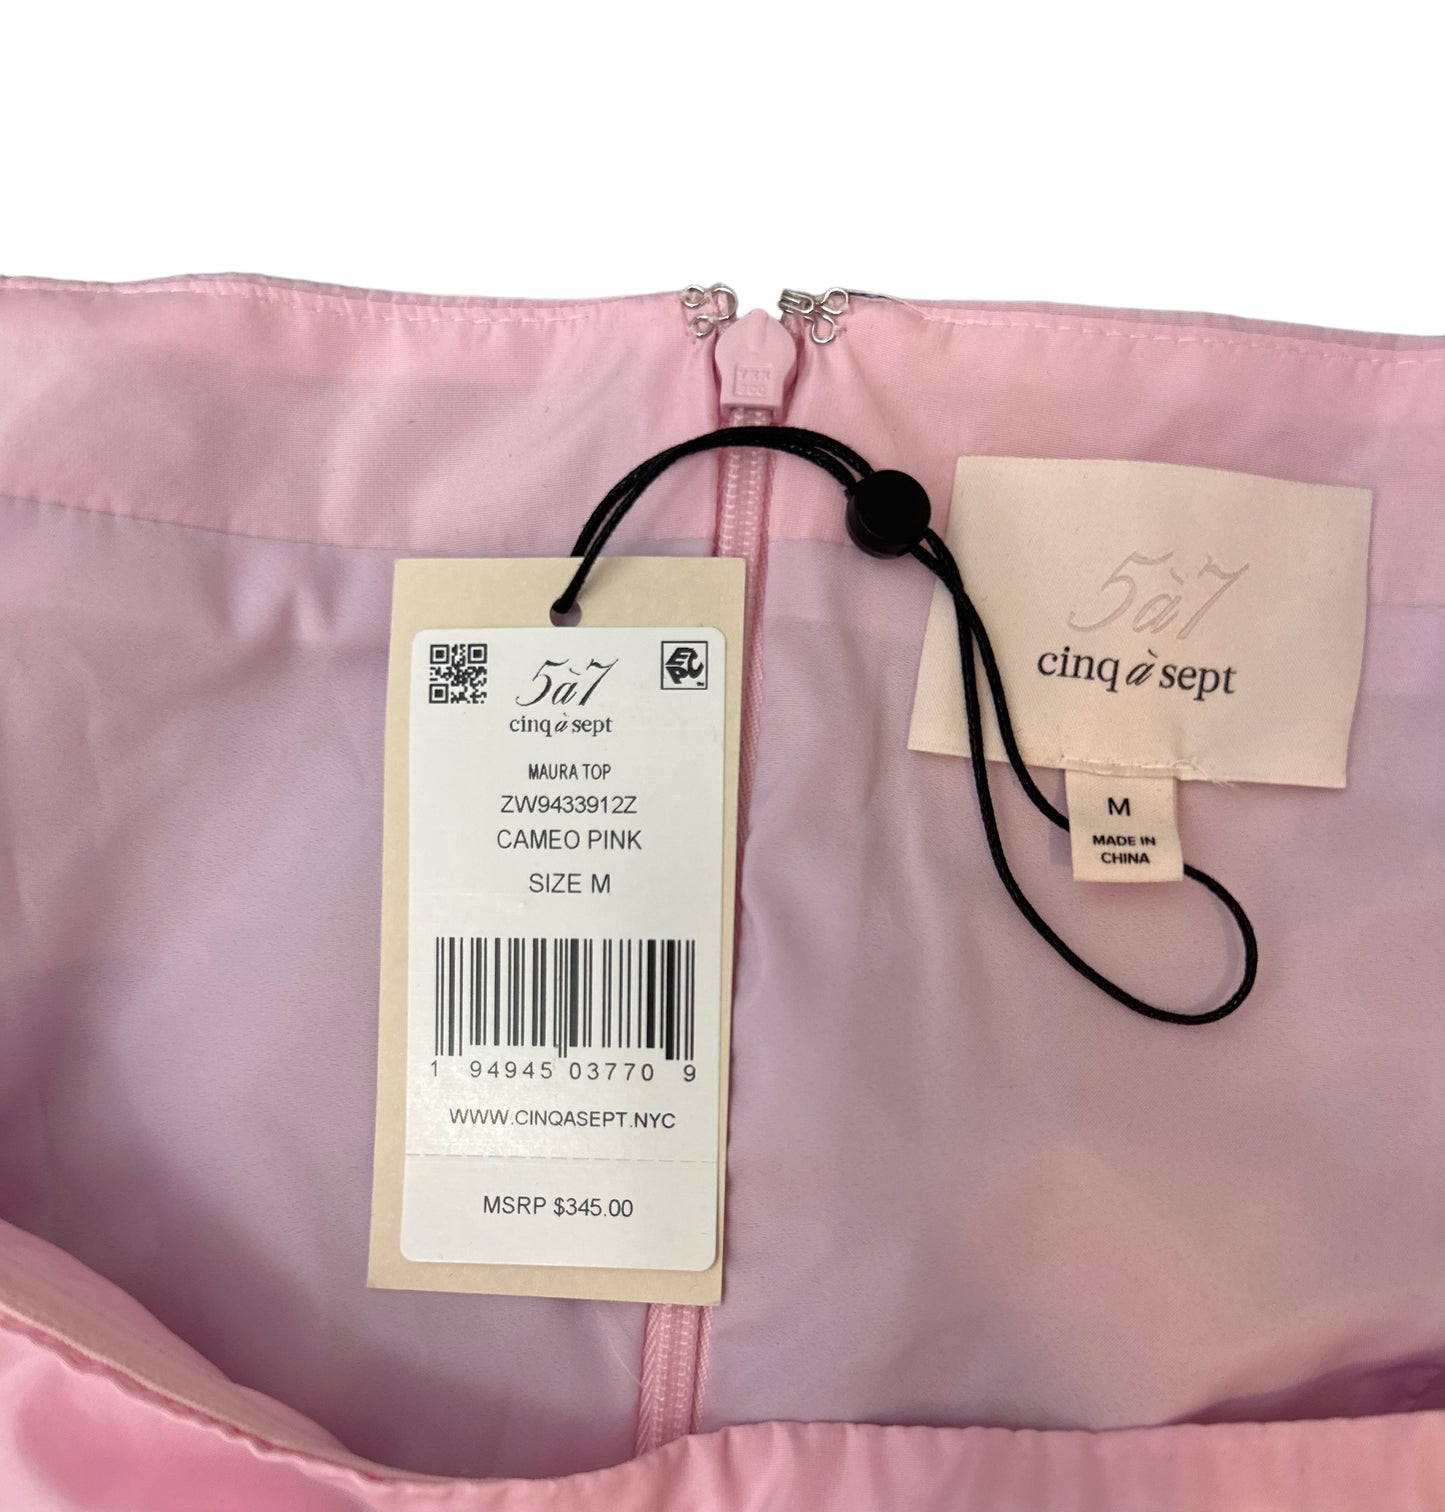 5à7
cinq à sept
MAURA TOP
ZW9433912Z
CAMEO PINK
SIZE M
1 94945 03770 9
WWW.CINQASEPT.NYC
MSRP $345.00
5à7
cinq à sept
M
MADE IN
CHINA
EPC